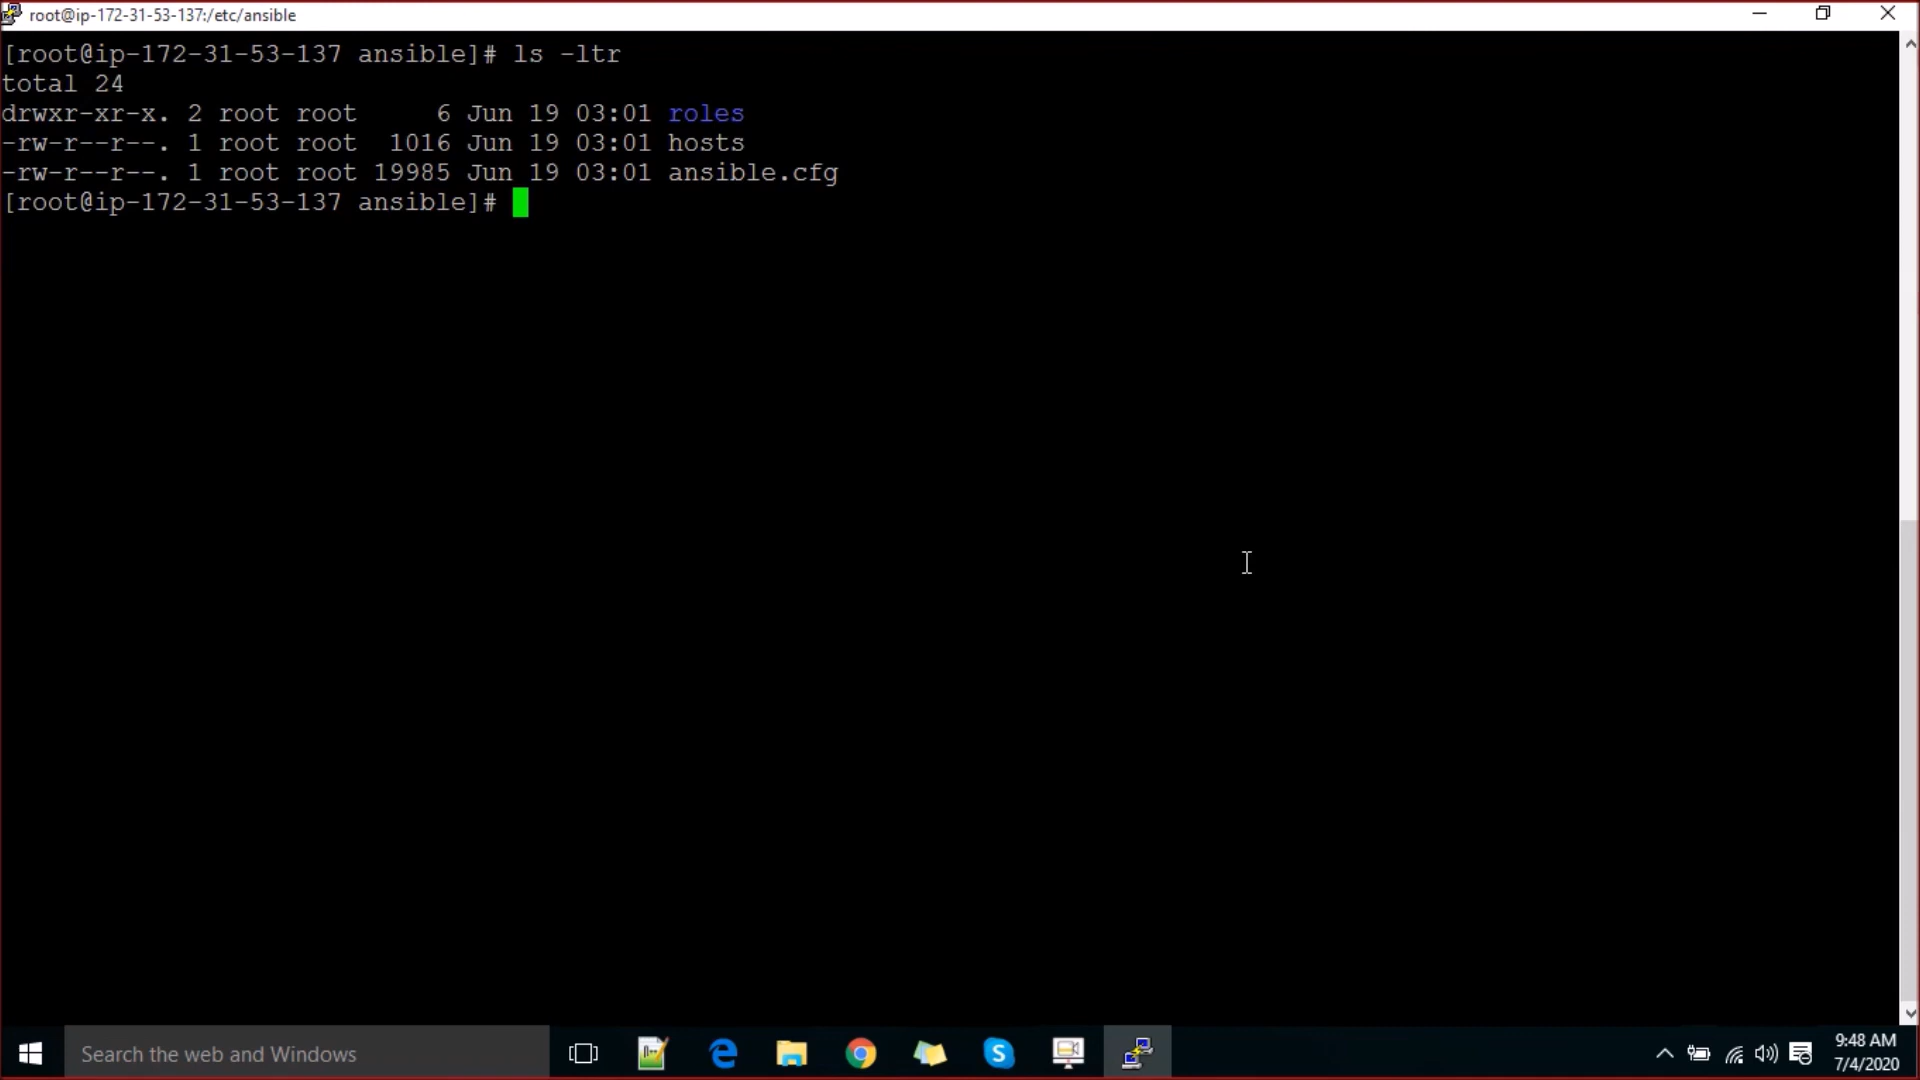 root@ip-172-31-53-137:/etc/ansible
[root@ip-172-31-53-137 ansible]# ls -ltr
total 24
drwxr-xr-x. 2 root root     6 Jun 19 03:01 roles
-rw-r--r--. 1 root root  1016 Jun 19 03:01 hosts
-rw-r--r--. 1 root root 19985 Jun 19 03:01 ansible.cfg
[root@ip-172-31-53-137 ansible]#
Search the web and Windows
9:48 AM
7/4/2020